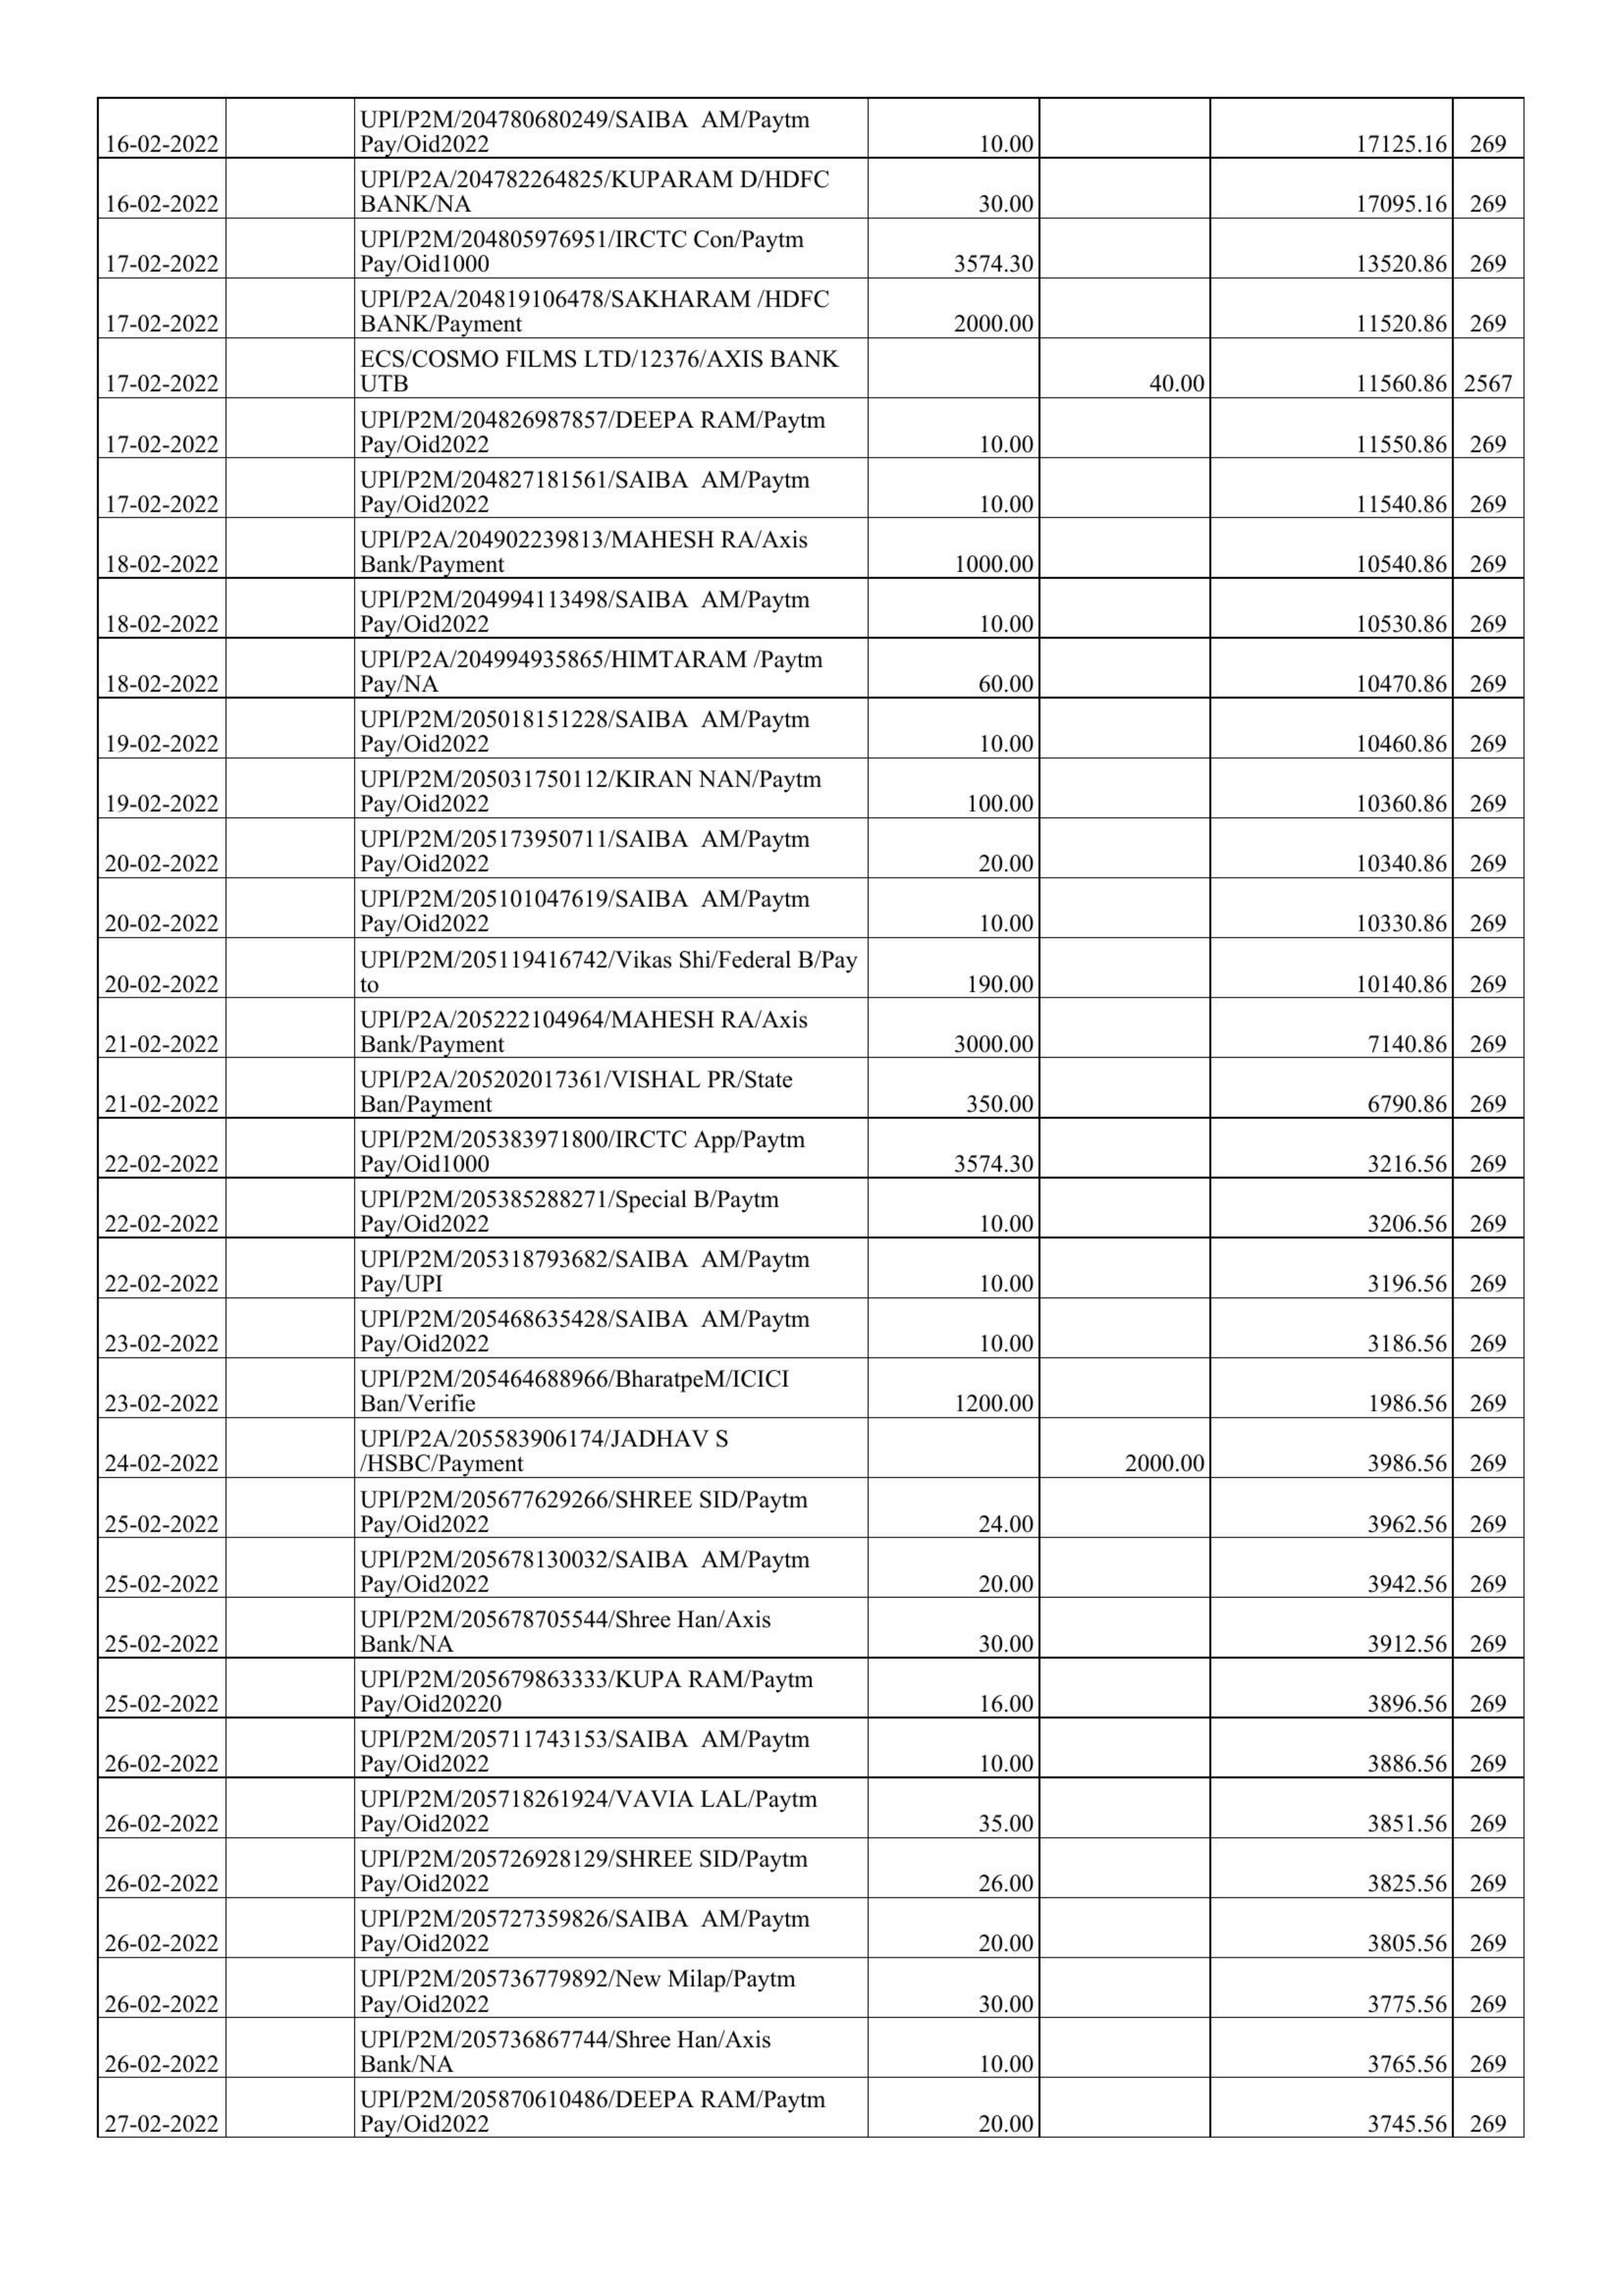 UPI/P2M/204780680249/SAIBA  AM/Paytm
16-02-2022 Pay/Oid2022 10.00 17125.16 269
UPI/P2A/204782264825/KUPARAM D/HDFC
16-02-2022 BANK/NA 30.00 17095.16 269
UPI/P2M/204805976951/IRCTC Con/Paytm
17-02-2022 Pay/Oid1000 3574.30 13520.86 269
UPI/P2A/204819106478/SAKHARAM /HDFC
17-02-2022 BANK/Payment 2000.00 11520.86 269
ECS/COSMO FILMS LTD/12376/AXIS BANK
17-02-2022 UTB 40.00 11560.86 2567
UPI/P2M/204826987857/DEEPA RAM/Paytm
17-02-2022 Pay/Oid2022 10.00 11550.86 269
UPI/P2M/204827181561/SAIBA  AM/Paytm
17-02-2022 Pay/Oid2022 10.00 11540.86 269
UPI/P2A/204902239813/MAHESH RA/Axis
18-02-2022 Bank/Payment 1000.00 10540.86 269
UPI/P2M/204994113498/SAIBA  AM/Paytm
18-02-2022 Pay/Oid2022 10.00 10530.86 269
UPI/P2A/204994935865/HIMTARAM /Paytm
18-02-2022 Pay/NA 60.00 10470.86 269
UPI/P2M/205018151228/SAIBA  AM/Paytm
19-02-2022 Pay/Oid2022 10.00 10460.86 269
UPI/P2M/205031750112/KIRAN NAN/Paytm
19-02-2022 Pay/Oid2022 100.00 10360.86 269
UPI/P2M/205173950711/SAIBA  AM/Paytm
20-02-2022 Pay/Oid2022 20.00 10340.86 269
UPI/P2M/205101047619/SAIBA  AM/Paytm
20-02-2022 Pay/Oid2022 10.00 10330.86 269
UPI/P2M/205119416742/Vikas Shi/Federal B/Pay
20-02-2022 to 190.00 10140.86 269
UPI/P2A/205222104964/MAHESH RA/Axis
21-02-2022 Bank/Payment 3000.00 7140.86 269
UPI/P2A/205202017361/VISHAL PR/State
21-02-2022 Ban/Payment 350.00 6790.86 269
UPI/P2M/205383971800/IRCTC App/Paytm
22-02-2022 Pay/Oid1000 3574.30 3216.56 269
UPI/P2M/205385288271/Special B/Paytm
22-02-2022 Pay/Oid2022 10.00 3206.56 269
UPI/P2M/205318793682/SAIBA  AM/Paytm
22-02-2022 Pay/UPI 10.00 3196.56 269
UPI/P2M/205468635428/SAIBA  AM/Paytm
23-02-2022 Pay/Oid2022 10.00 3186.56 269
UPI/P2M/205464688966/BharatpeM/ICICI
23-02-2022 Ban/Verifie 1200.00 1986.56 269
UPI/P2A/205583906174/JADHAV S
24-02-2022 /HSBC/Payment 2000.00 3986.56 269
UPI/P2M/205677629266/SHREE SID/Paytm
25-02-2022 Pay/Oid2022 24.00 3962.56 269
UPI/P2M/205678130032/SAIBA  AM/Paytm
25-02-2022 Pay/Oid2022 20.00 3942.56 269
UPI/P2M/205678705544/Shree Han/Axis
25-02-2022 Bank/NA 30.00 3912.56 269
UPI/P2M/205679863333/KUPA RAM/Paytm
25-02-2022 Pay/Oid20220 16.00 3896.56 269
UPI/P2M/205711743153/SAIBA  AM/Paytm
26-02-2022 Pay/Oid2022 10.00 3886.56 269
UPI/P2M/205718261924/VAVIA LAL/Paytm
26-02-2022 Pay/Oid2022 35.00 3851.56 269
UPI/P2M/205726928129/SHREE SID/Paytm
26-02-2022 Pay/Oid2022 26.00 3825.56 269
UPI/P2M/205727359826/SAIBA  AM/Paytm
26-02-2022 Pay/Oid2022 20.00 3805.56 269
UPI/P2M/205736779892/New Milap/Paytm
26-02-2022 Pay/Oid2022 30.00 3775.56 269
UPI/P2M/205736867744/Shree Han/Axis
26-02-2022 Bank/NA 10.00 3765.56 269
UPI/P2M/205870610486/DEEPA RAM/Paytm
27-02-2022 Pay/Oid2022 20.00 3745.56 269